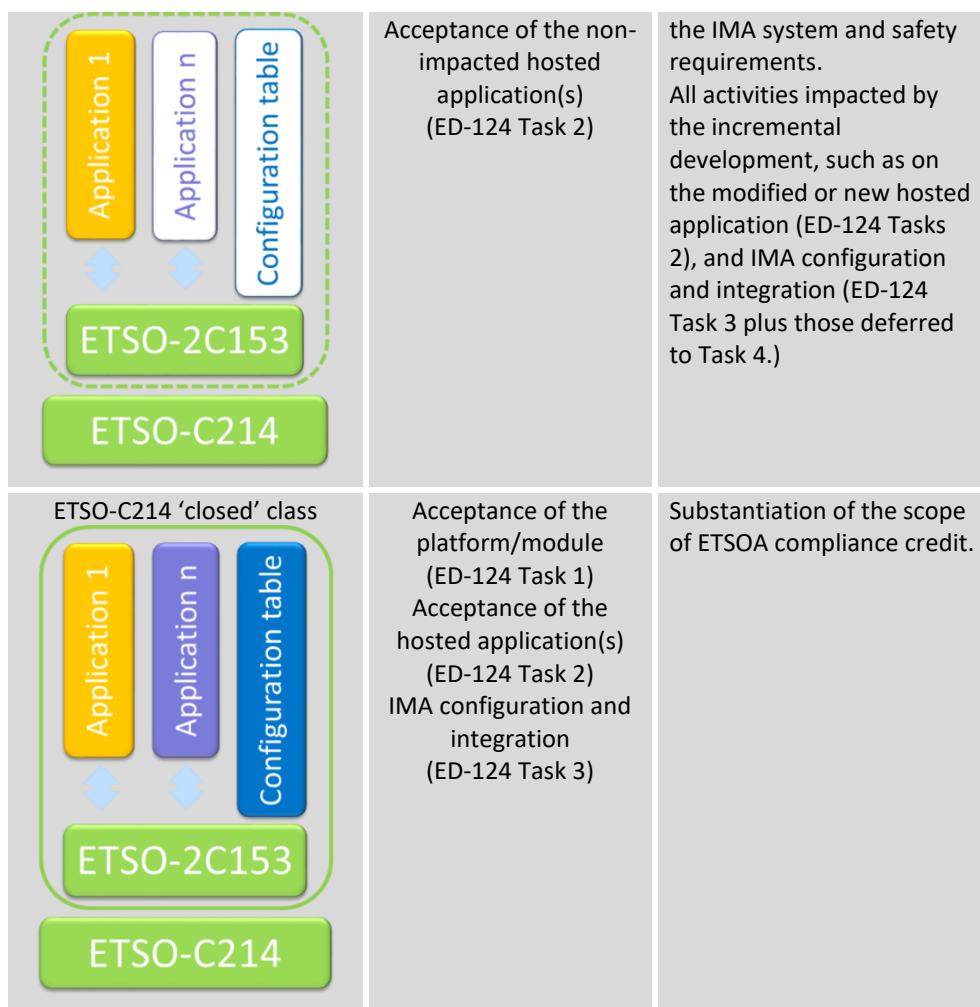 Application 1
Application n
Configuration table
ETSO-2C153
ETSO-C214
Acceptance of the non-
impacted hosted
application(s)
(ED-124 Task 2)
the IMA system and safety
requirements.
All activities impacted by
the incremental
development, such as on
the modified or new hosted
application (ED-124 Tasks
2), and IMA configuration
and integration (ED-124
Task 3 plus those deferred
to Task 4.)
ETSO-C214 ‘closed’ class
Application 1
Application n
Configuration table
ETSO-2C153
ETSO-C214
Acceptance of the
platform/module
(ED-124 Task 1)
Acceptance of the
hosted application(s)
(ED-124 Task 2)
IMA configuration and
integration
(ED-124 Task 3)
Substantiation of the scope
of ETSOA compliance credit.